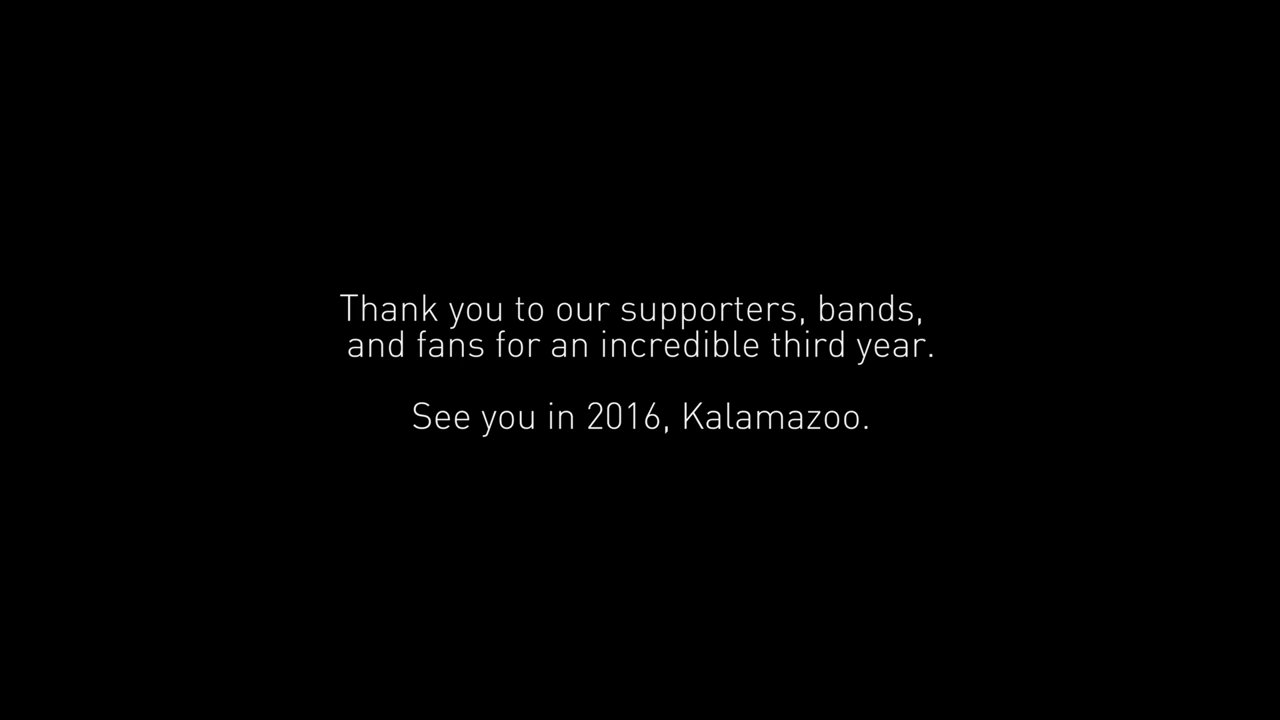 Thank you to our supporters, bands,
and fans for an incredible third year.
See you in 2016, Kalamazoo.